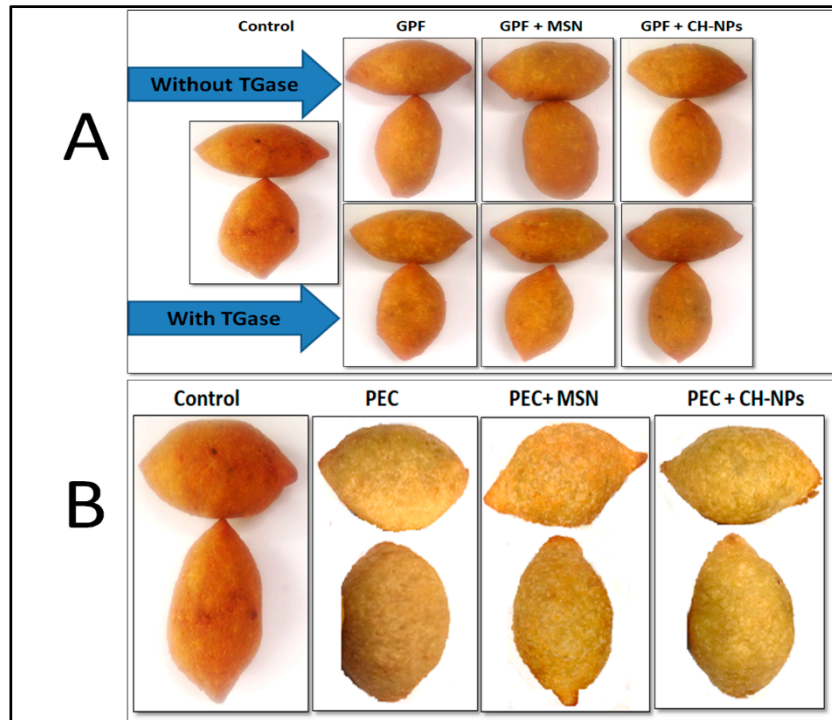 A
Control
GPF
GPF + MSN
GPF + CH-NPs
Without TGase
With TGase
B
Control
PEC
PEC+ MSN
PEC + CH-NPs